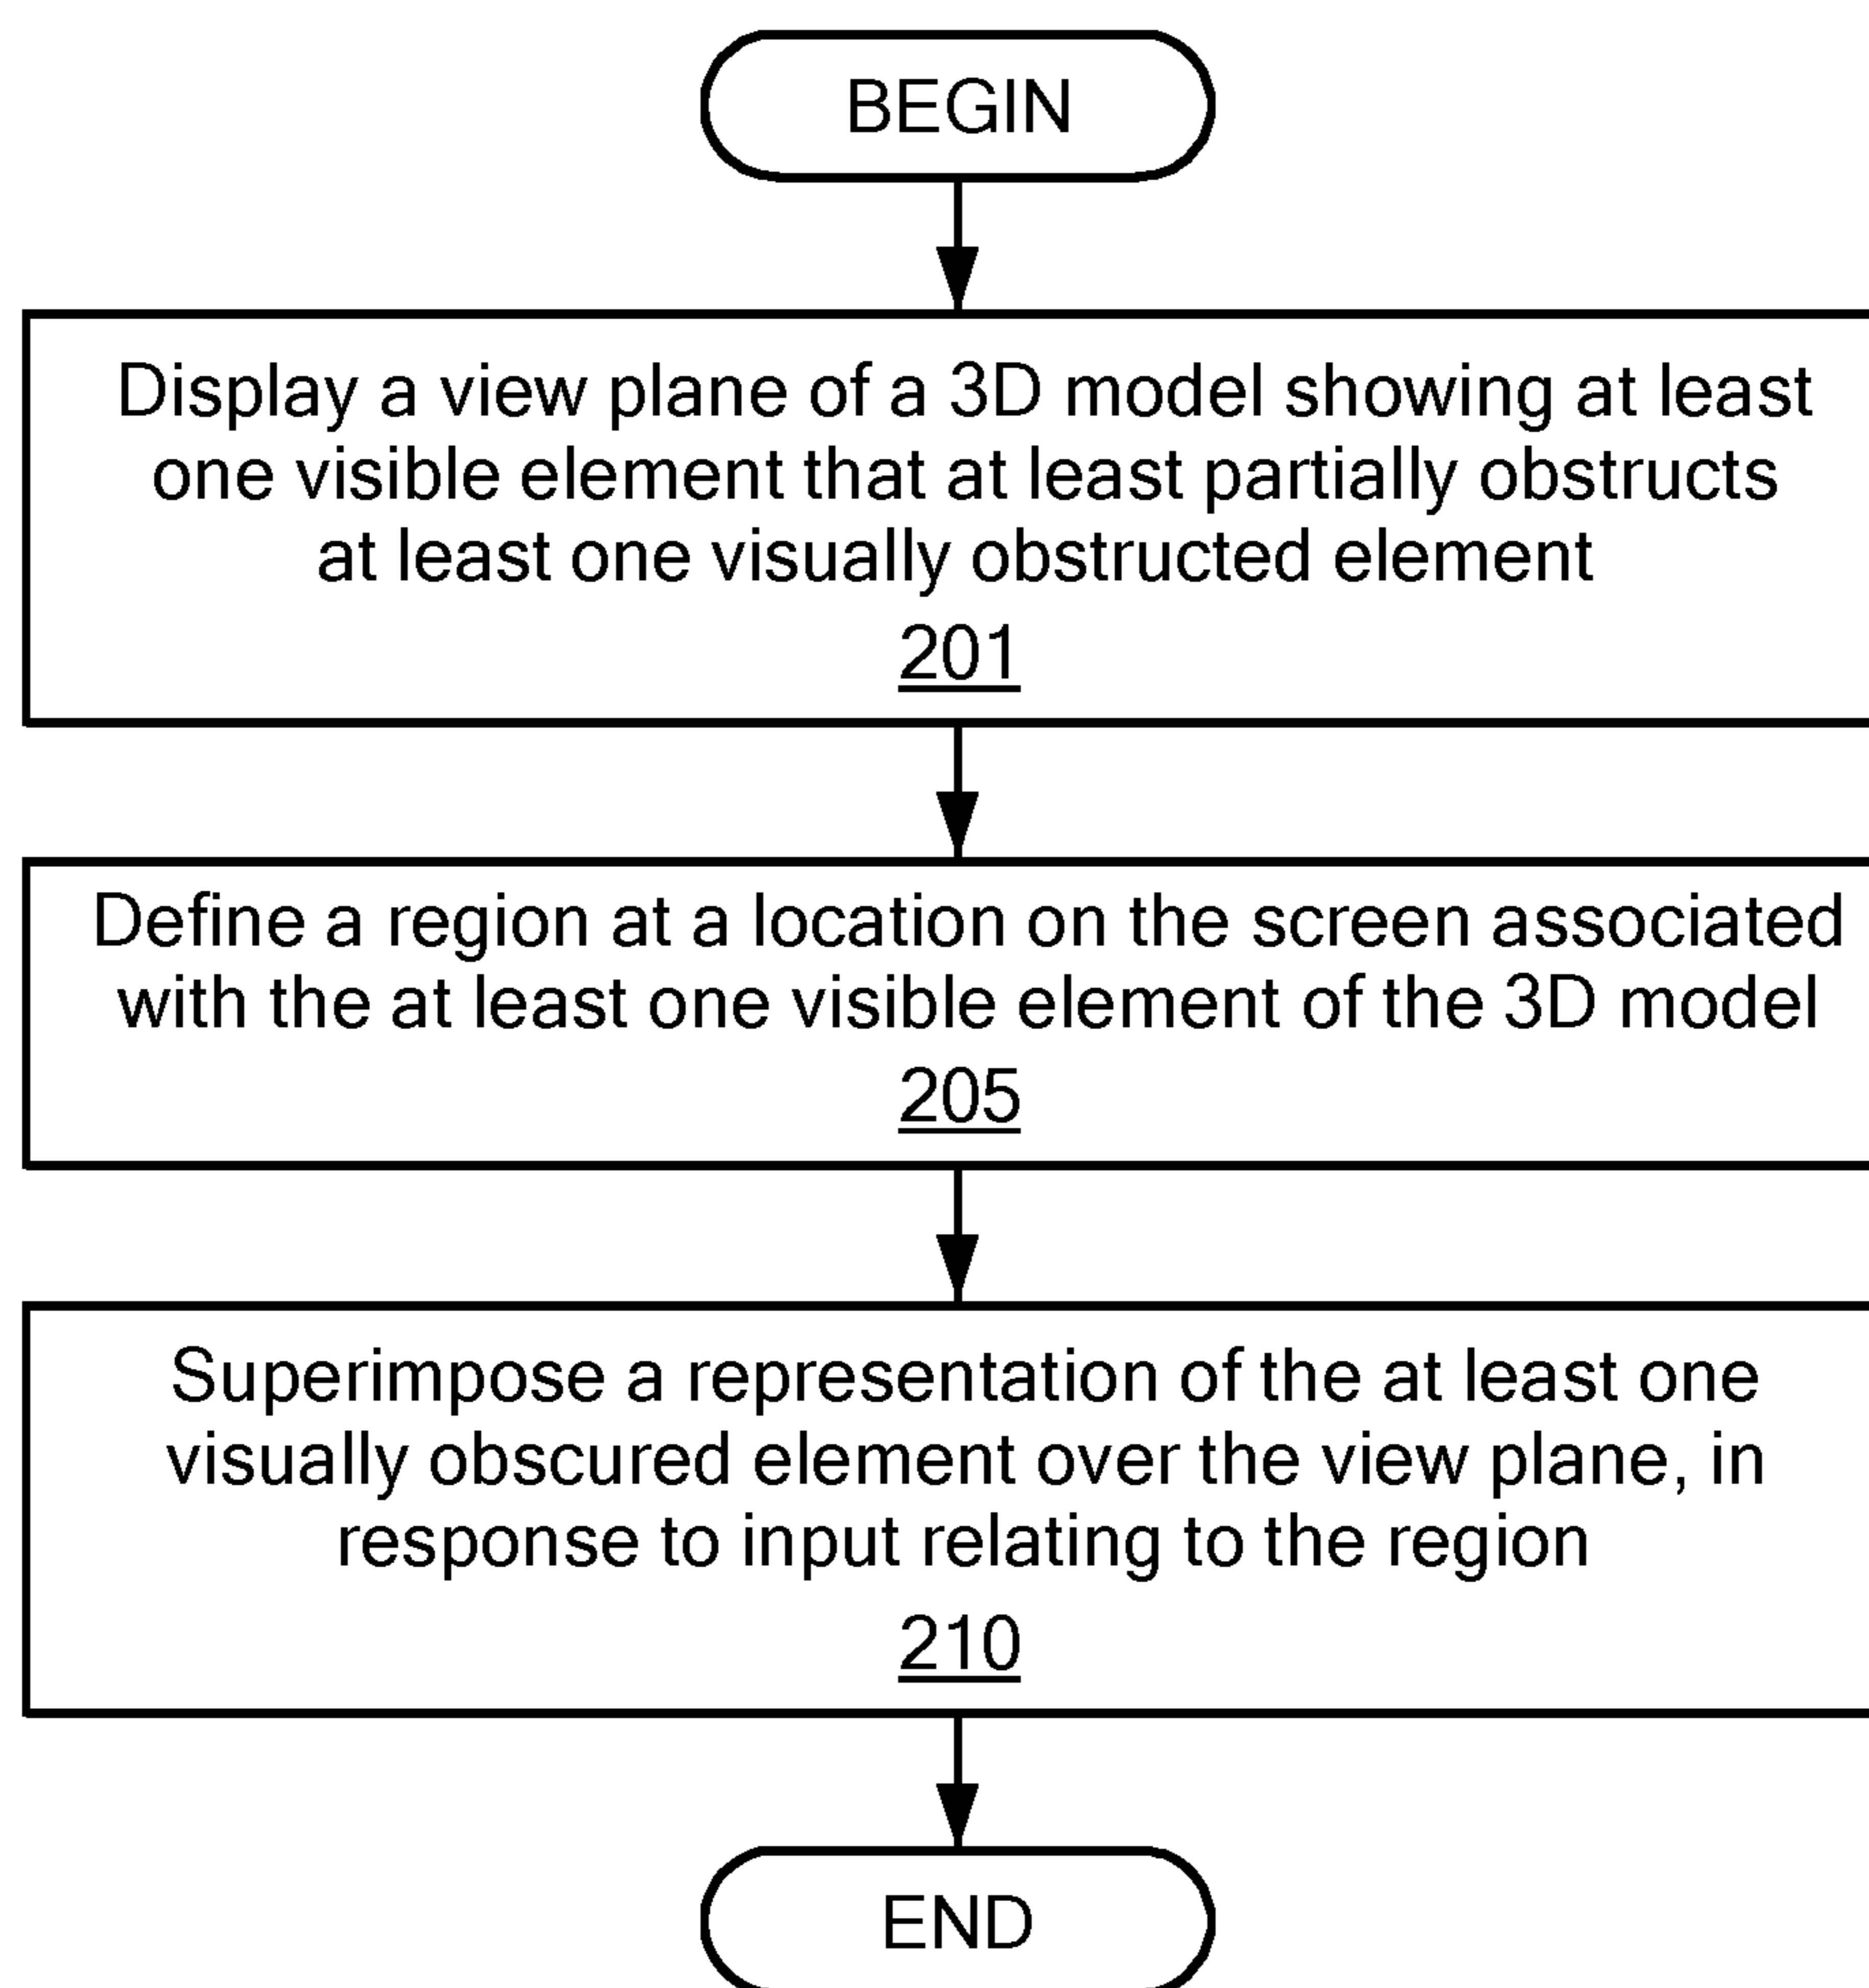 BEGIN
Display a view plane of a 3D model showing at least
one visible element that at least partially obstructs
at least one visually obstructed element
201
Define a region at a location on the screen associated
with the at least one visible element of the 3D model
205
Superimpose a representation of the at least one
visually obscured element over the view plane, in
response to input relating to the region
210
END